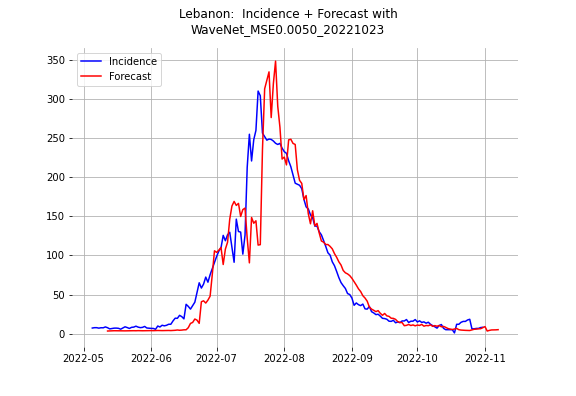 Lebanon:  Incidence + Forecast with
WaveNet_MSE0.0050_20221023
Incidence
Forecast
350
300
250
200
150
100
50
0
2022-05 2022-06 2022-07 2022-08 2022-09 2022-10 2022-11